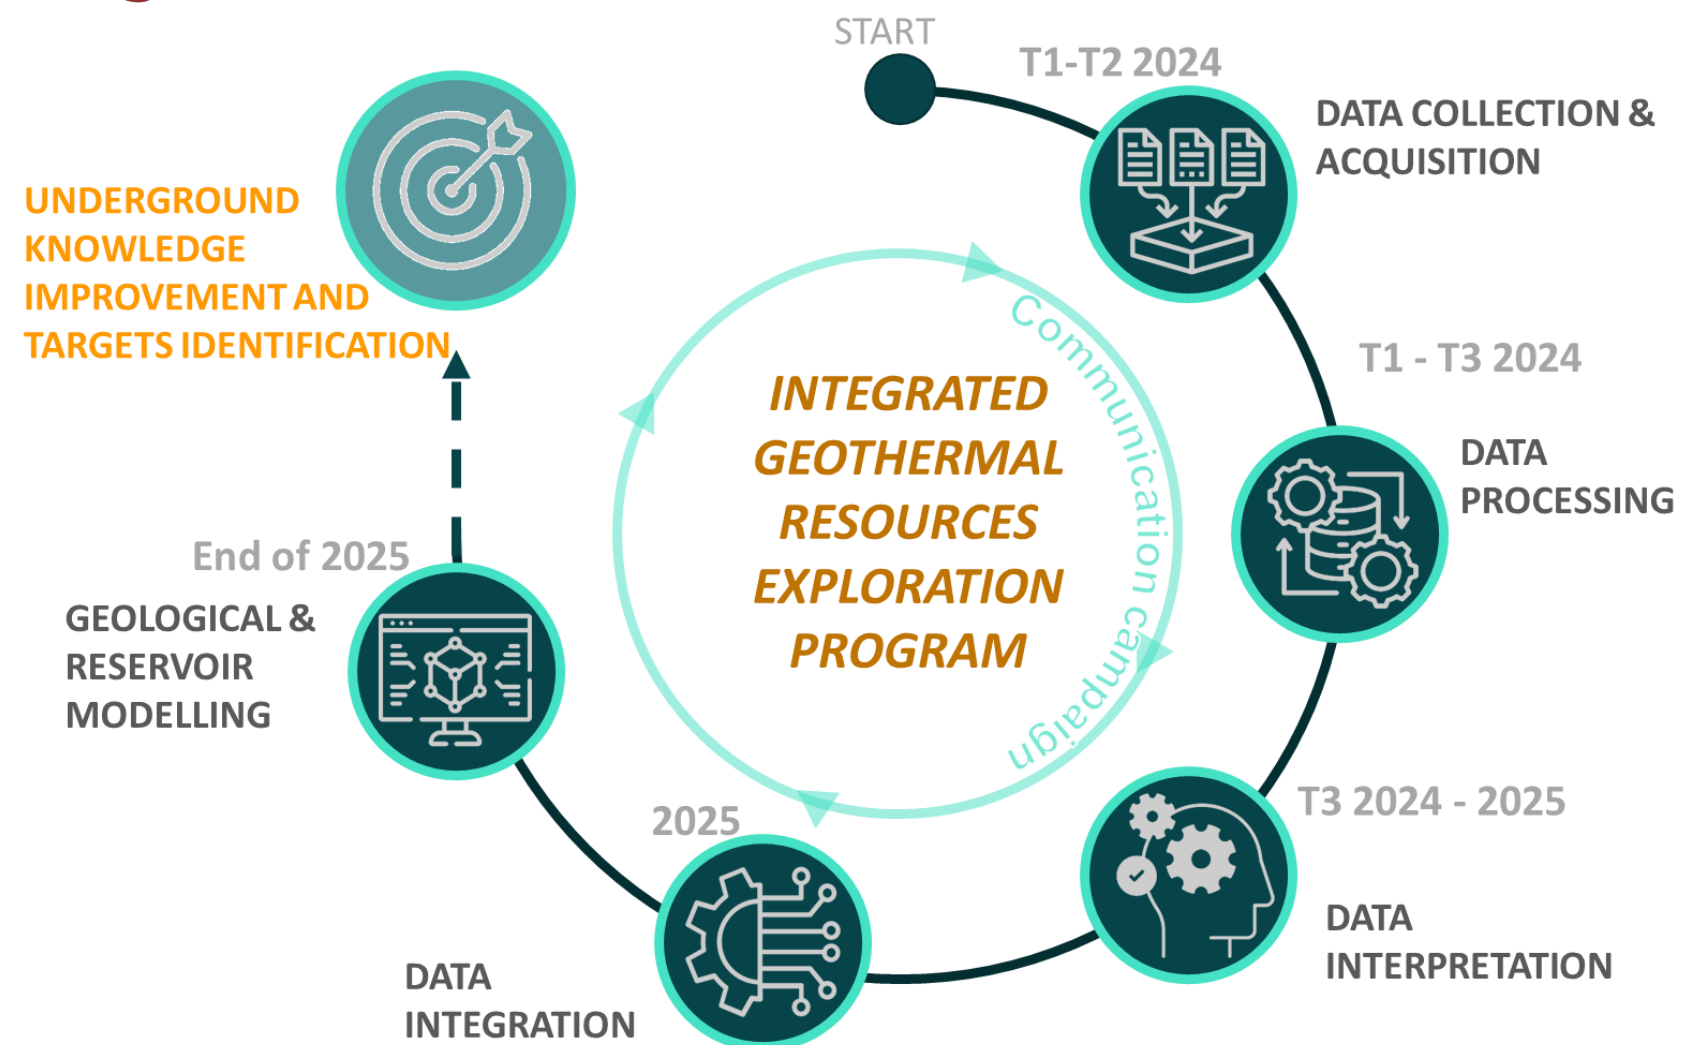 START
T1-T2 2024
DATA COLLECTION &
ACQUISITION
T1 - T3 2024
DATA
PROCESSING
T3 2024 - 2025
DATA
INTERPRETATION
2025
DATA
INTEGRATION
End of 2025
GEOLOGICAL &
RESERVOIR
MODELLING
UNDERGROUND
KNOWLEDGE
IMPROVEMENT AND
TARGETS IDENTIFICATION
INTEGRATED
GEOTHERMAL
RESOURCES
EXPLORATION
PROGRAM
Communication campaign